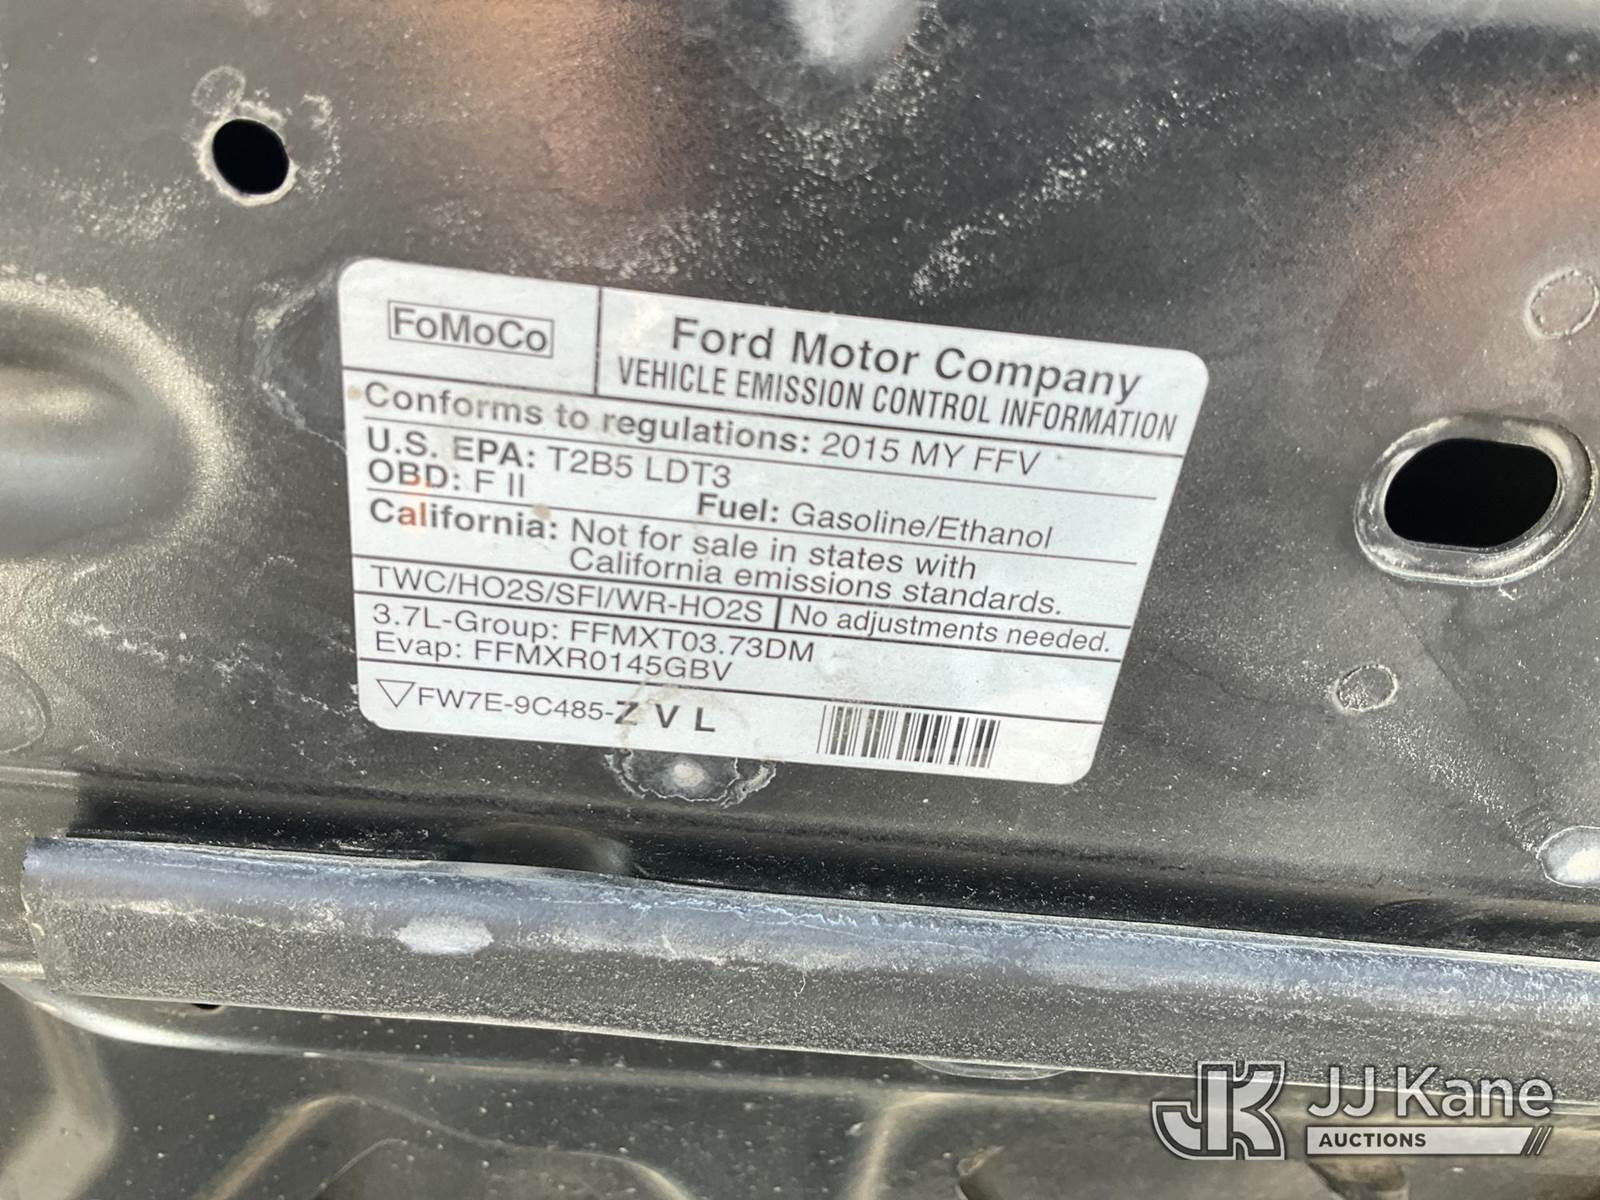 FoMoCo
Ford Motor Company
VEHICLE EMISSION CONTROL INFORMATION
Conforms to regulations: 2015 MY FFV
U.S. EPA: T2B5 LDT3
OBD: F II
Fuel: Gasoline/Ethanol
California: Not for sale in states with
California emissions standards.
TWC/HO2S/SFI/WR-HO2S
No adjustments needed.
3.7L-Group: FFMXT03.73DM
Evap: FFMXR0145GBV
FW7E-9C485-Z V L
JK JJ Kane
AUCTIONS